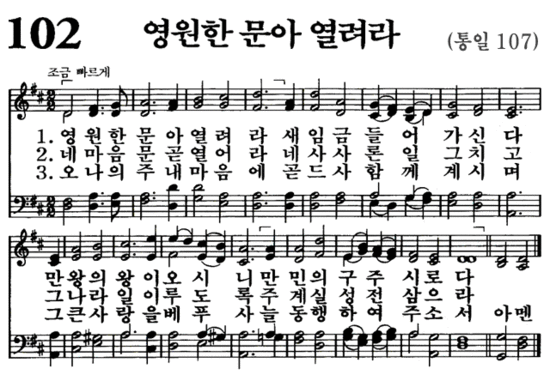 102 영원한 문아 열려라 (통일 107)
조금 빠르게
1. 영원한 문아열려 라새임금들어 가신다
2. 네마음문곧열어 라네사사론일 그치고
3. 오나의주내마음 에곧드사함께 계시며
만왕의왕이오시 니만민의구주 시로다
그나라일이루도 록주계실성전 삼으라
그큰사랑을베푸 사늘동행하여 주소서 아멘